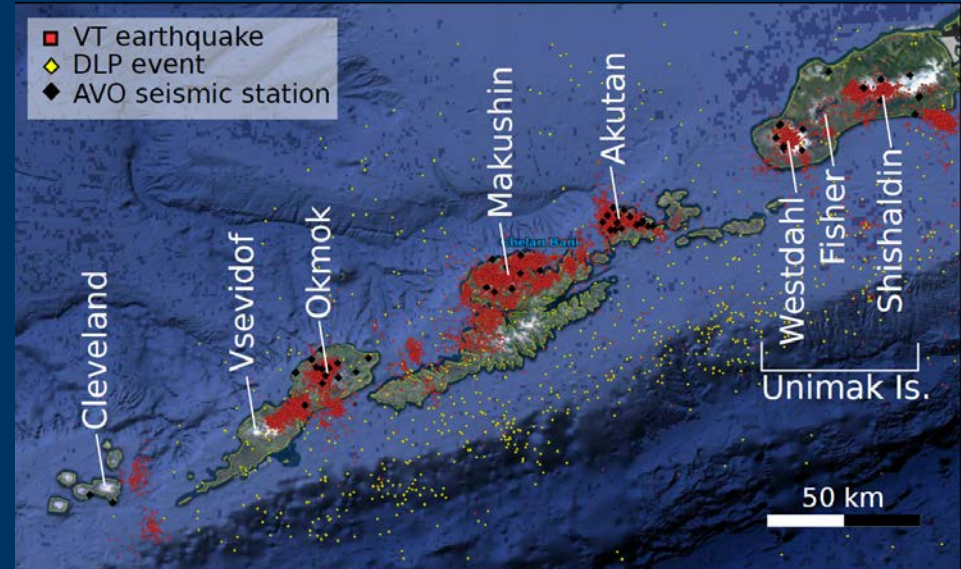 VT earthquake
DLP event
AVO seismic station
Cleveland
Vsevidof
Okmok
Makushin
Akutan
Westdahl
Fisher
Shishaldin
Unimak Is.
50 km